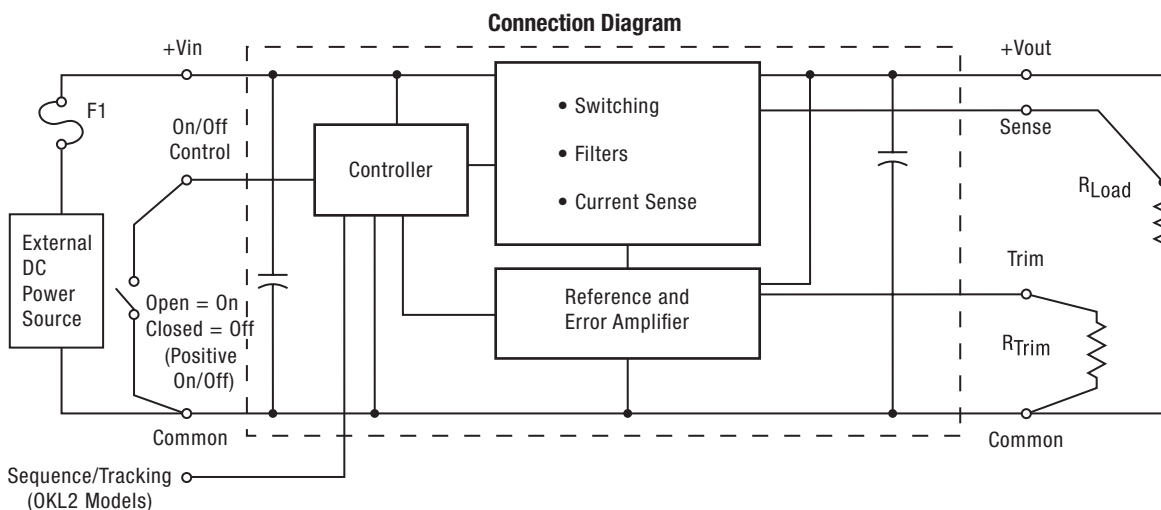 Connection Diagram
+Vin
+Vout
F1
On/Off
Control
Controller
• Switching
• Filters
• Current Sense
Sense
RLoad
External
DC
Power
Source
Open = On
Closed = Off
(Positive
On/Off)
Reference and
Error Amplifier
Trim
RTrim
Common
Common
Sequence/Tracking
(OKL2 Models)